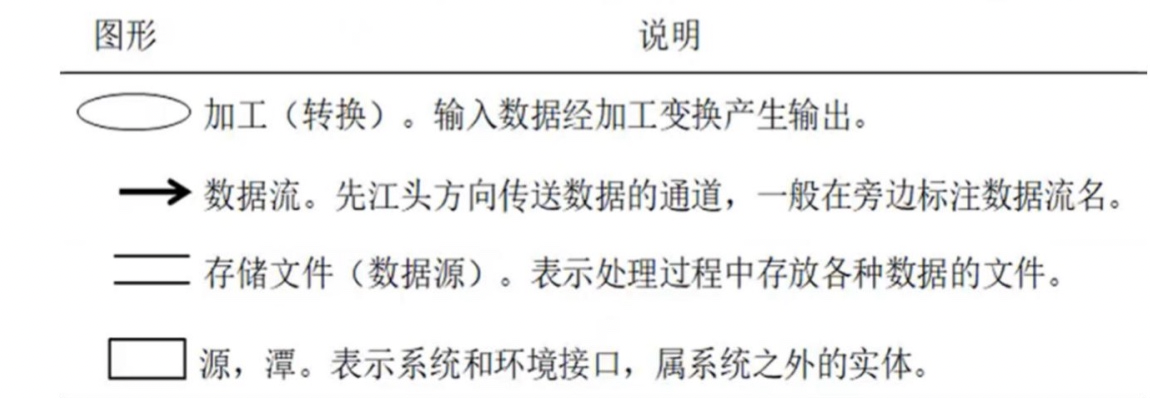 图形 说明
加工（转换）。输入数据经加工变换产生输出。
数据流。先江头方向传送数据的通道，一般在旁边标注数据流名。
存储文件（数据源）。表示处理过程中存放各种数据的文件。
源，潭。表示系统和环境接口，属系统之外的实体。